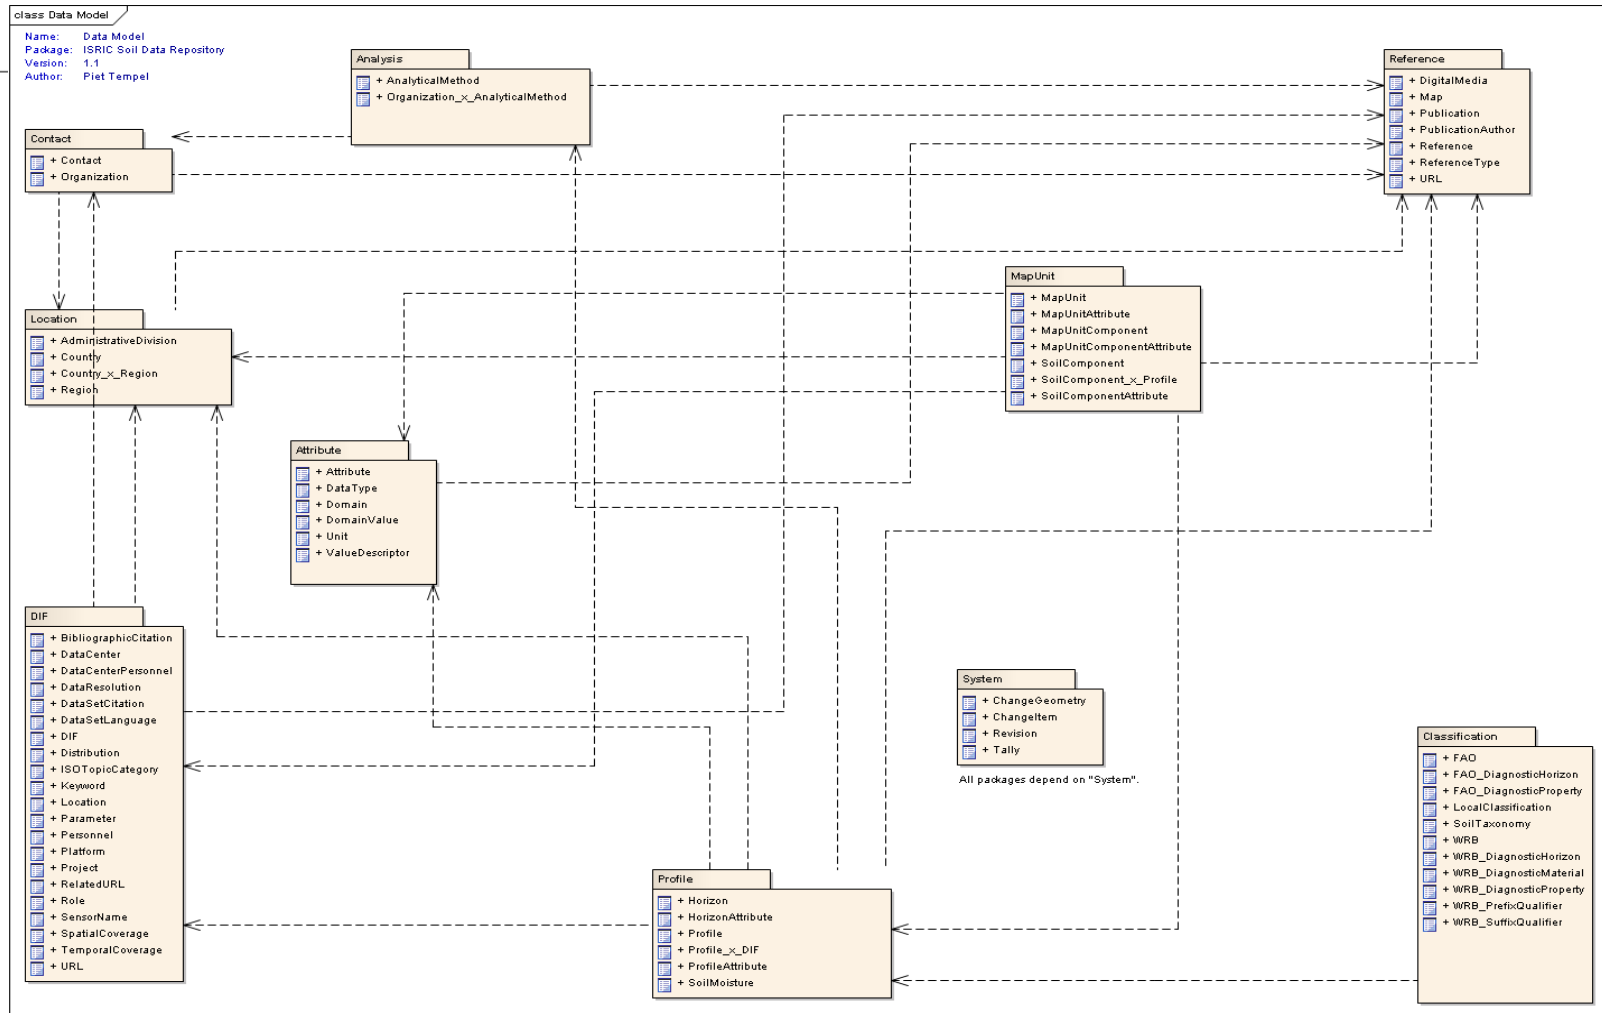 class Data Model
Name: Data Model
Package: ISRIC Soil Data Repository
Version: 1.1
Author: Piet Tempel
Analysis
+ AnalyticalMethod
+ Organization_x_AnalyticalMethod
Reference
+ DigitalMedia
+ Map
+ Publication
+ PublicationAuthor
+ Reference
+ ReferenceType
+ URL
Contact
+ Contact
+ Organization
MapUnit
+ MapUnit
+ MapUnitAttribute
+ MapUnitComponent
+ MapUnitComponentAttribute
+ SoilComponent
+ SoilComponent_x_Profile
+ SoilComponentAttribute
Location
+ AdministrativeDivision
+ Country
+ Country_x_Region
+ Region
Attribute
+ Attribute
+ DataType
+ Domain
+ DomainValue
+ Unit
+ ValueDescriptor
DIF
+ BibliographicCitation
+ DataCenter
+ DataCenterPersonnel
+ DataResolution
+ DataSetCitation
+ DataSetLanguage
+ DIF
+ Distribution
+ ISOTopicCategory
+ Keyword
+ Location
+ Parameter
+ Personnel
+ Platform
+ Project
+ RelatedURL
+ Role
+ SensorName
+ SpatialCoverage
+ TemporalCoverage
+ URL
System
+ ChangeGeometry
+ ChangeItem
+ Revision
+ Tally
All packages depend on "System".
Classification
+ FAO
+ FAO_DiagnosticHorizon
+ FAO_DiagnosticProperty
+ LocalClassification
+ SoilTaxonomy
+ WRB
+ WRB_DiagnosticHorizon
+ WRB_DiagnosticMaterial
+ WRB_DiagnosticProperty
+ WRB_PrefixQualifier
+ WRB_SuffixQualifier
Profile
+ Horizon
+ HorizonAttribute
+ Profile
+ Profile_x_DIF
+ ProfileAttribute
+ SoilMoisture